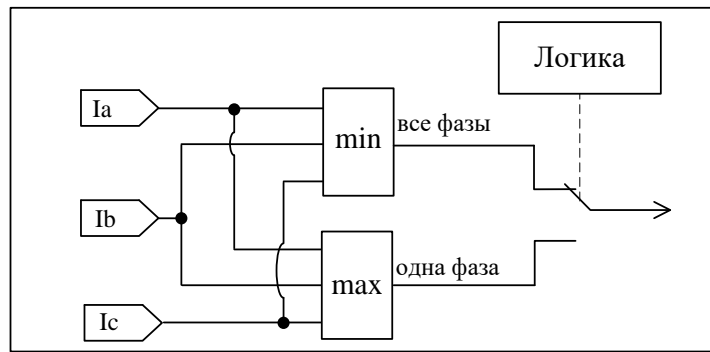 Логика
Ia
min
все фазы
Ib
max
одна фаза
Ic